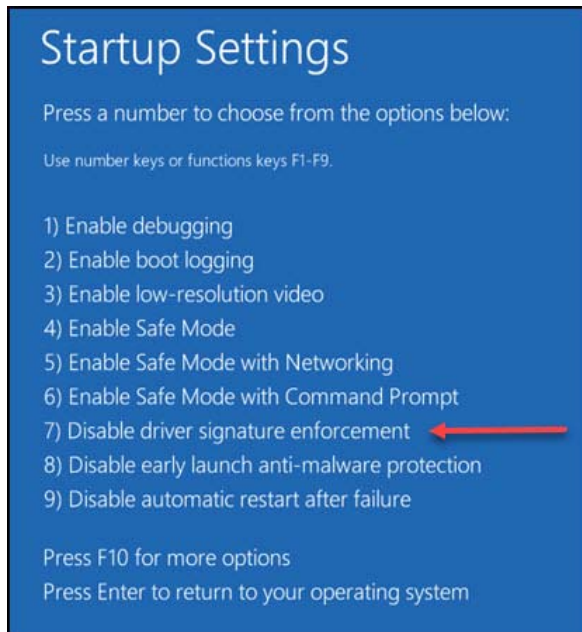 Startup Settings
Press a number to choose from the options below:
Use number keys or functions keys F1-F9.
1) Enable debugging
2) Enable boot logging
3) Enable low-resolution video
4) Enable Safe Mode
5) Enable Safe Mode with Networking
6) Enable Safe Mode with Command Prompt
7) Disable driver signature enforcement
8) Disable early launch anti-malware protection
9) Disable automatic restart after failure
Press F10 for more options
Press Enter to return to your operating system